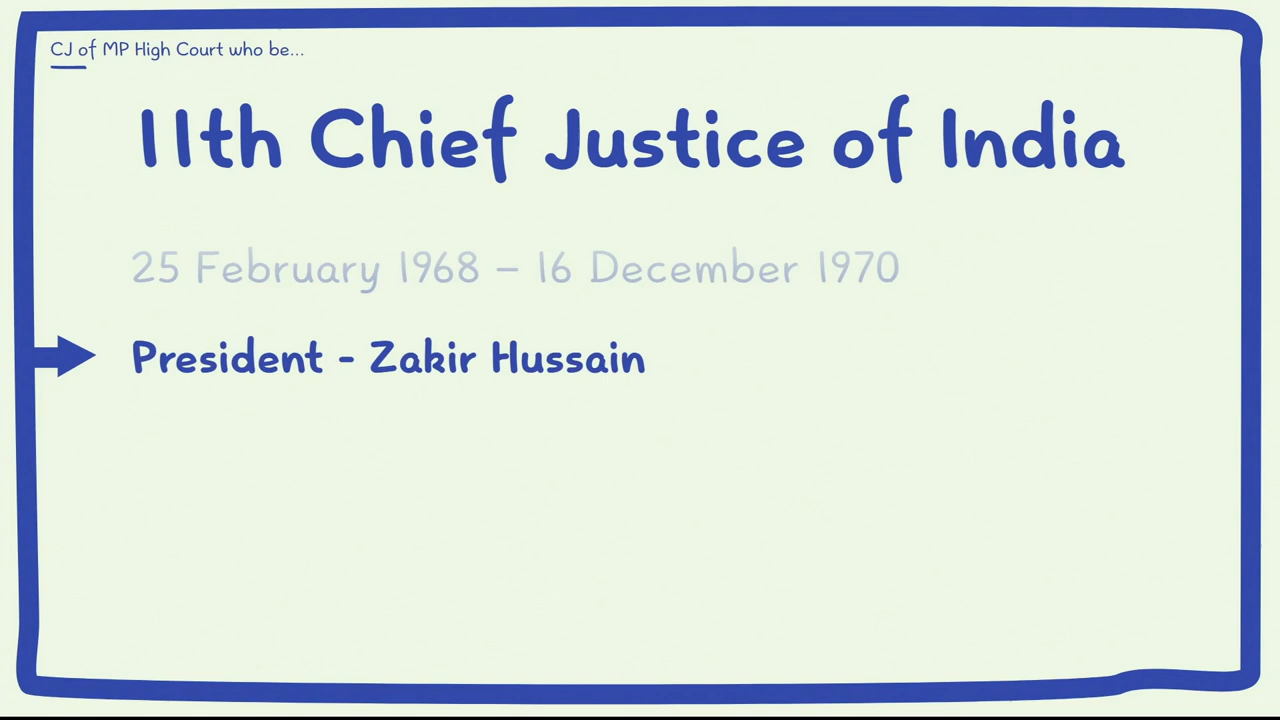 CJ of MP High Court who be...
11th Chief Justice of India
25 February 1968 – 16 December 1970
President - Zakir Hussain